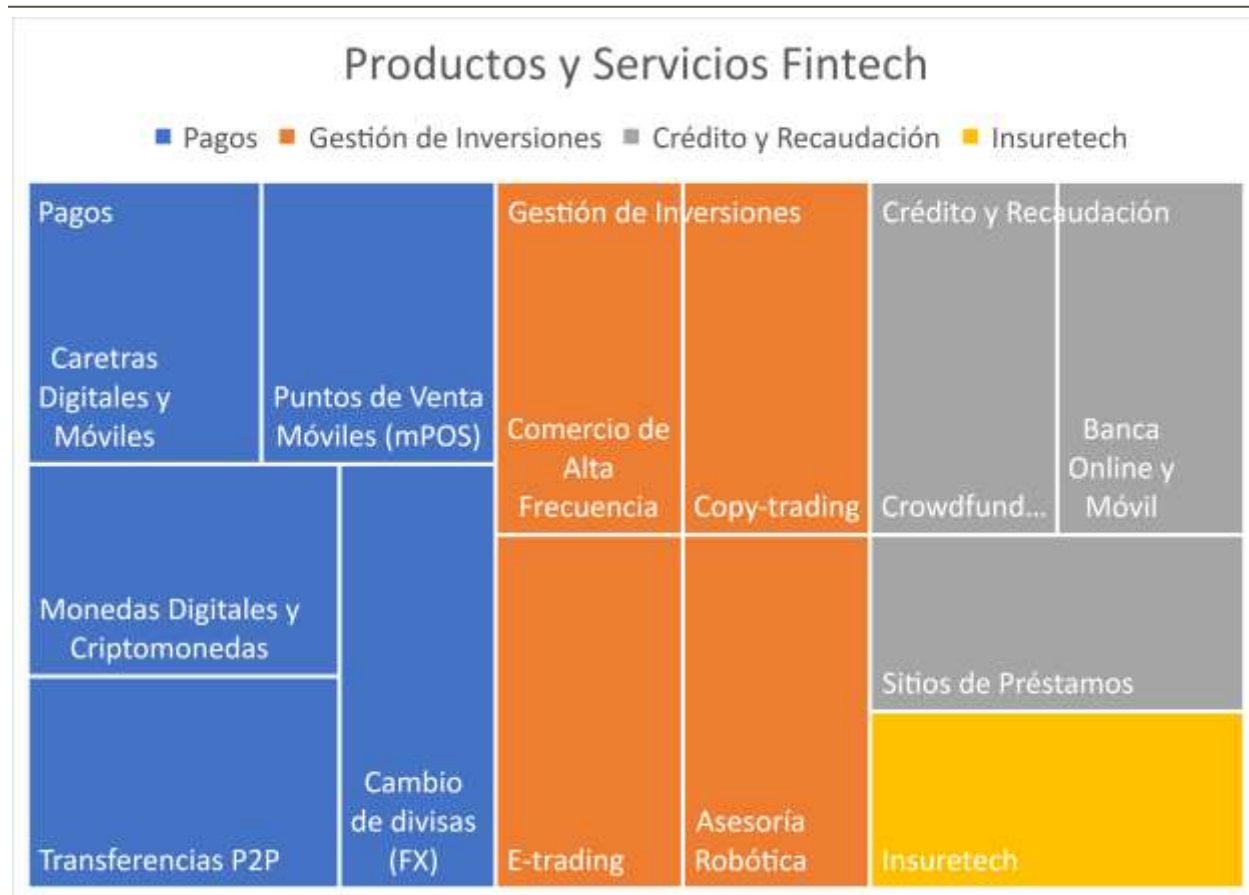 Productos y Servicios Fintech
Pagos Gestión de Inversiones Crédito y Recaudación Insuretech
Pagos
Caretras
Digitales y
Móviles
Puntos de Venta
Móviles (mPOS)
Monedas Digitales y
Criptomonedas
Transferencias P2P
Cambio
de divisas
(FX)
Gestión de Inversiones
Comercio de
Alta
Frecuencia
Copy-trading
E-trading
Asesoría
Robótica
Crédito y Recaudación
Crowdfund...
Banca
Online y
Móvil
Sitios de Préstamos
Insuretech